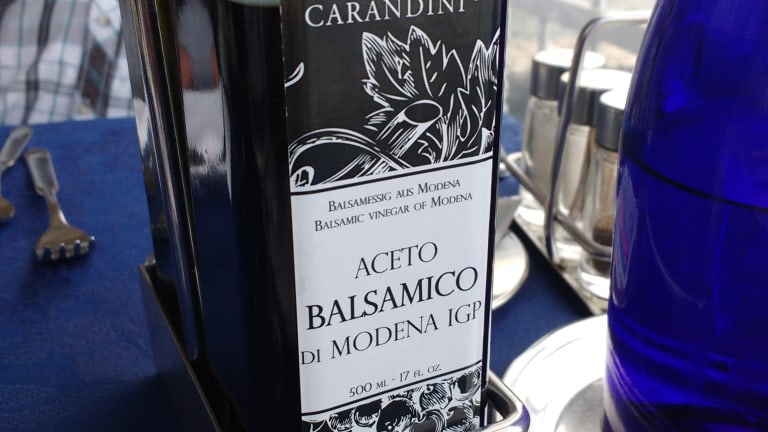 CARANDINI
BALSAMESSIG AUS MODENA
BALSAMIC VINEGAR OF MODENA
ACETO
BALSAMICO
DI MODENA IGP
500 ML - 17 FL. OZ.